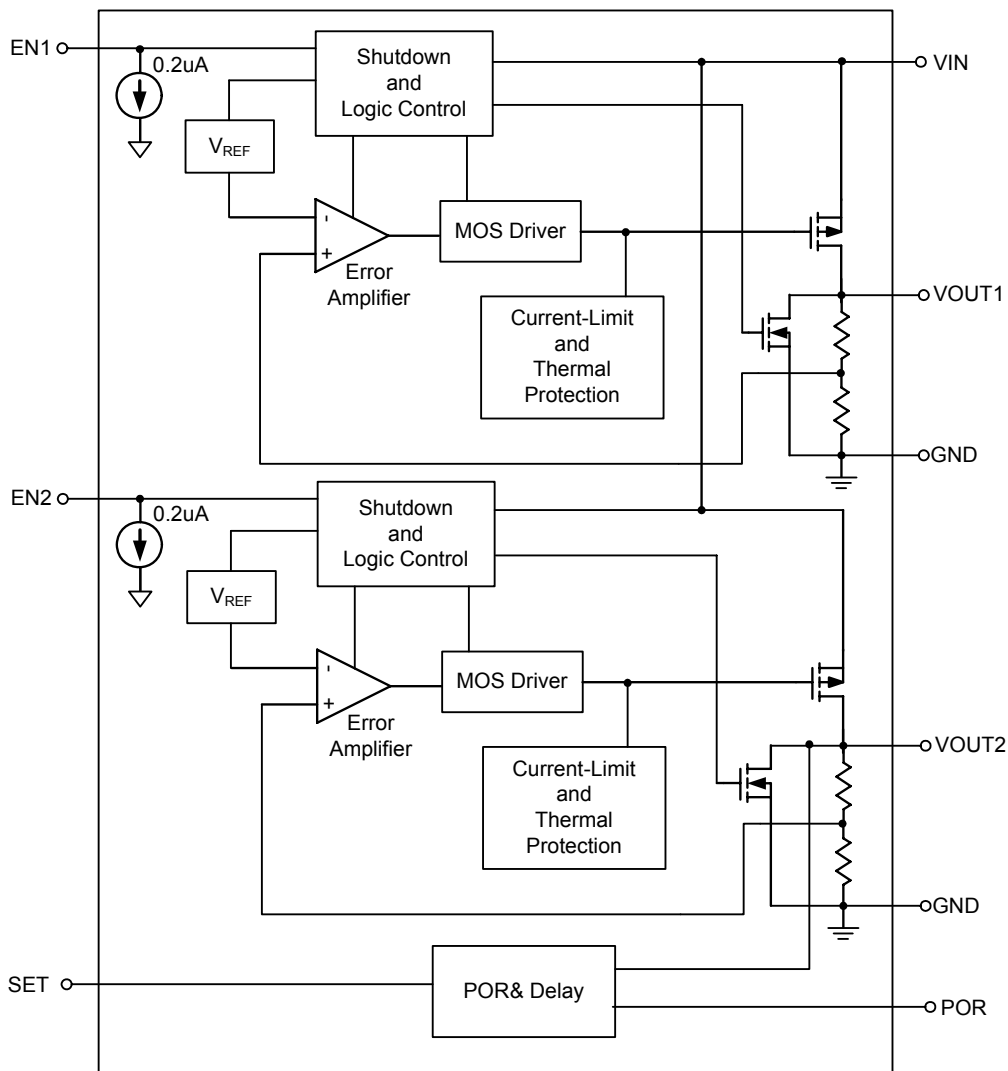 EN1
0.2uA
Shutdown
and
Logic Control
VIN
VREF
-
+
MOS Driver
Error
Amplifier
VOUT1
Current-Limit
and
Thermal
Protection
GND
EN2
0.2uA
Shutdown
and
Logic Control
VREF
-
+
MOS Driver
Error
Amplifier
VOUT2
Current-Limit
and
Thermal
Protection
GND
SET
POR& Delay
POR